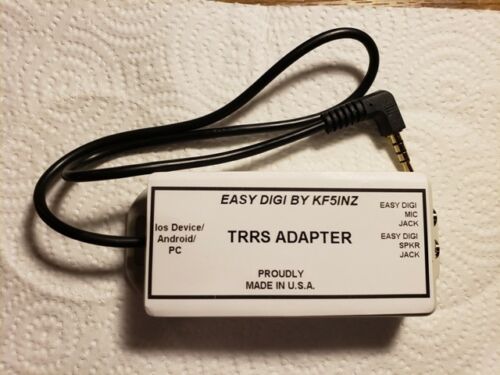 EASY DIGI BY KF5INZ
Ios Device/
Android/
PC
TRRS ADAPTER
EASY DIGI
MIC
JACK
EASY DIGI
SPKR
JACK
PROUDLY
MADE IN U.S.A.